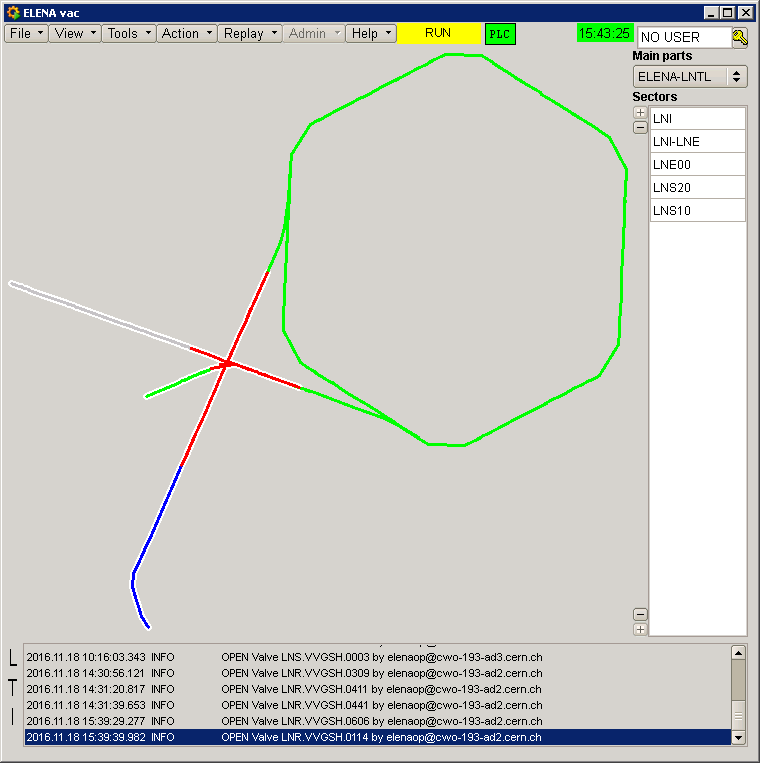 ELENA vac
File View Tools Action Replay Admin Help RUN PLC 15:43:25 NO USER
Main parts
ELENA-LNTL
Sectors
LNI
LNI-LNE
LNE00
LNS20
LNS10
2016.11.18 10:16:03.343 INFO OPEN Valve LNS.VVGSH.0003 by elenaop@cwo-193-ad3.cern.ch
2016.11.18 14:30:56.121 INFO OPEN Valve LNR.VVGSH.0309 by elenaop@cwo-193-ad2.cern.ch
2016.11.18 14:31:20.817 INFO OPEN Valve LNR.VVGSH.0411 by elenaop@cwo-193-ad2.cern.ch
2016.11.18 14:31:39.653 INFO OPEN Valve LNR.VVGSH.0441 by elenaop@cwo-193-ad2.cern.ch
2016.11.18 15:39:29.277 INFO OPEN Valve LNR.VVGSH.0606 by elenaop@cwo-193-ad2.cern.ch
2016.11.18 15:39:39.982 INFO OPEN Valve LNR.VVGSH.0114 by elenaop@cwo-193-ad2.cern.ch